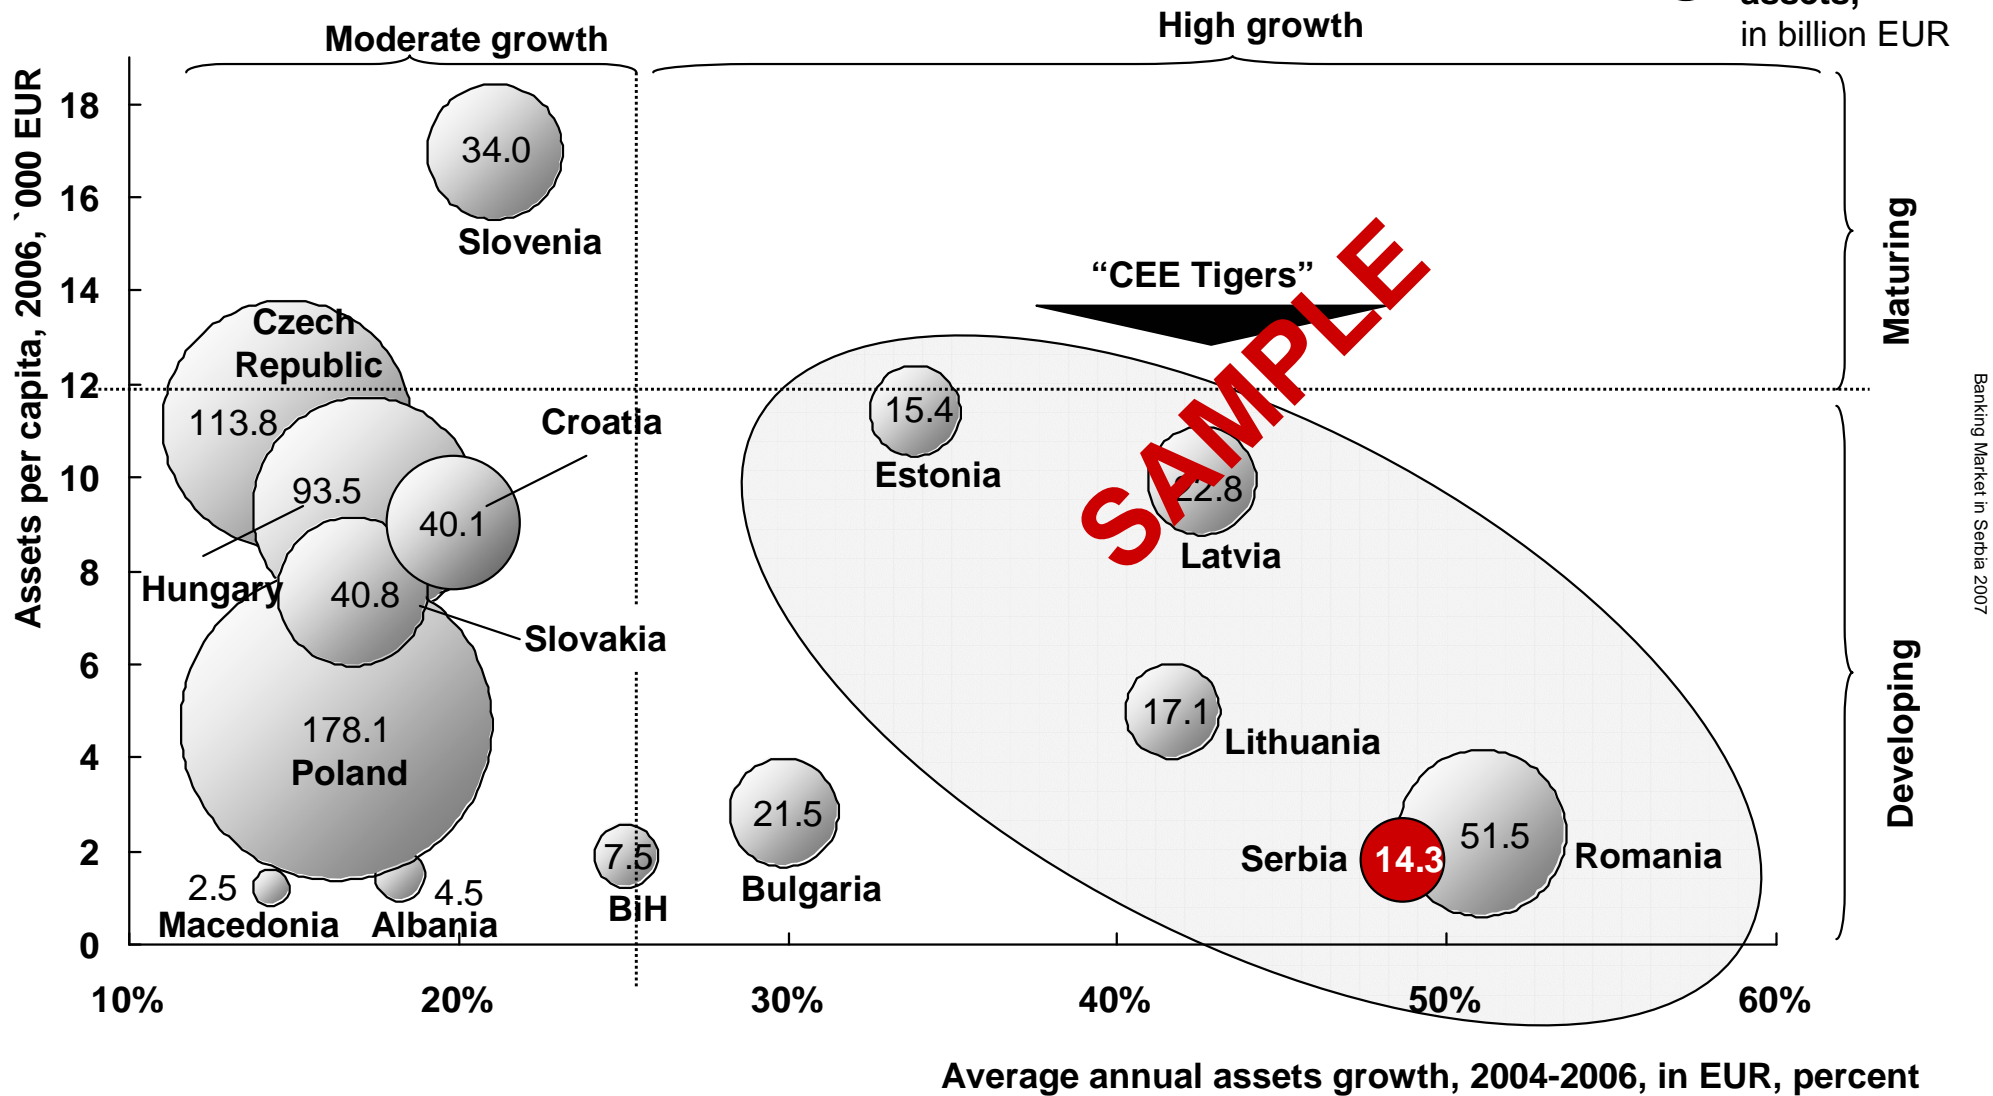 assets,
in billion EUR
Moderate growth
High growth
Assets per capita, 2006, `000 EUR
18
16
14
12
10
8
6
4
2
0
34.0
Slovenia
“CEE Tigers”
SAMPLE
Maturing
Czech
Republic
113.8
Croatia
15.4
Estonia
93.5
40.1
22.8
Latvia
Hungary
40.8
Slovakia
Banking Market in Serbia 2007
Developing
178.1
Poland
17.1
Lithuania
21.5
Bulgaria
7.5
BiH
Serbia
14.3
51.5
Romania
2.5
Macedonia
4.5
Albania
10%
20%
30%
40%
50%
60%
Average annual assets growth, 2004-2006, in EUR, percent